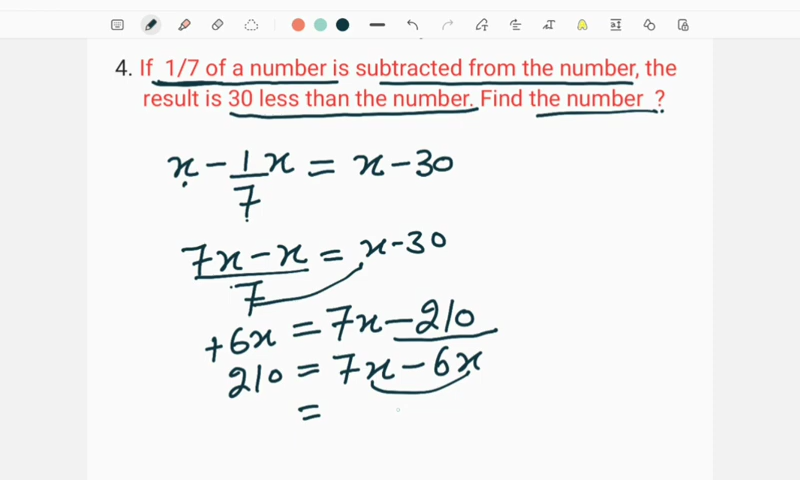 4. If 1/7 of a number is subtracted from the number, the
result is 30 less than the number. Find the number ?
x - 1/7 x = x - 30
7x - x / 7 = x - 30
+6x = 7x - 210
210 = 7x - 6x
=